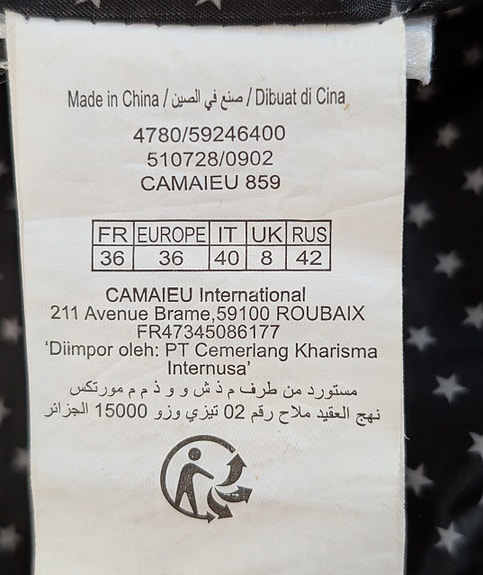 Made in China / صنع في الصين / Dibuat di Cina
4780/59246400
510728/0902
CAMAIEU 859
FR EUROPE IT UK RUS
36 36 40 8 42
CAMAIEU International
211 Avenue Brame,59100 ROUBAIX
FR47345086177
'Diimpor oleh: PT Cemerlang Kharisma
Internusa'
مستورد من طرف م ذ ش و و ذ م م مورتكس
نهج العقيد ملاح رقم 02 تيزي وزو 15000 الجزائر